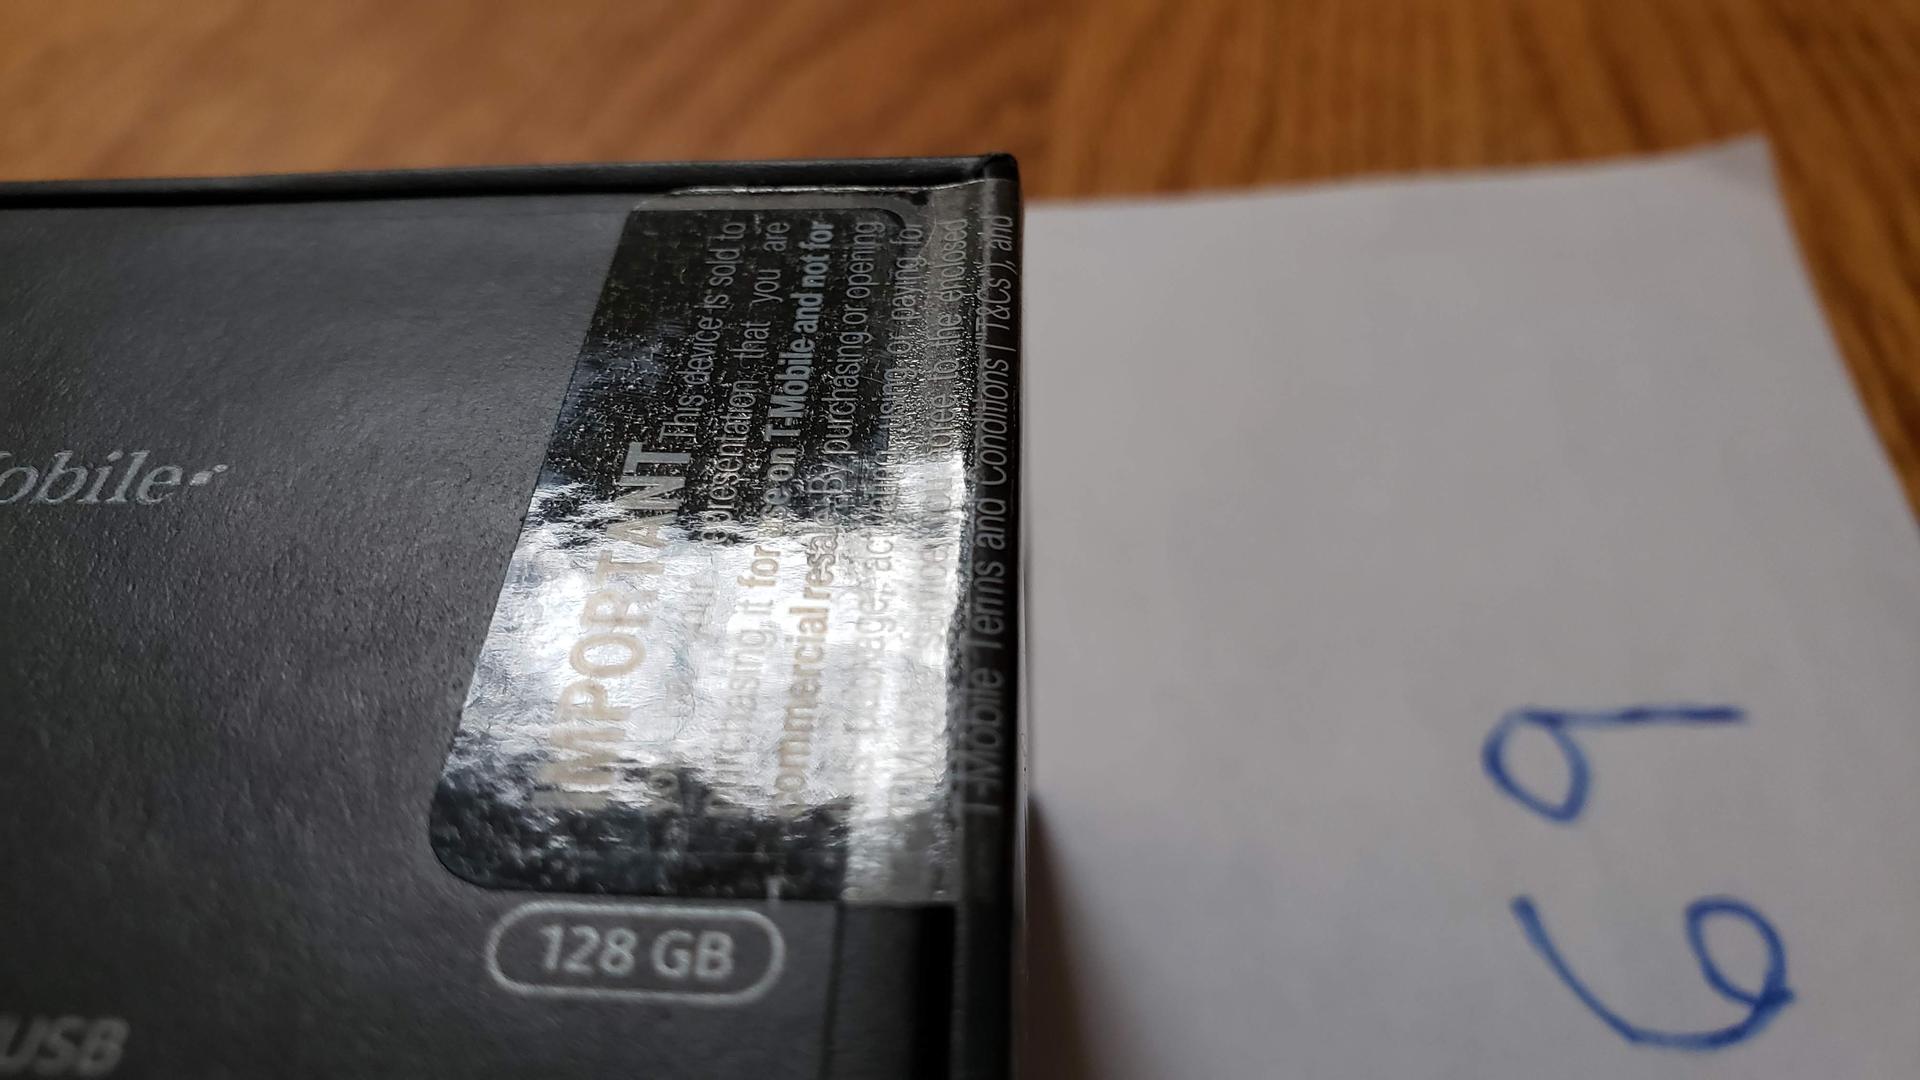 obile
IMPORTANT This device is sold to
representation that you are
purchasing it for use on T-Mobile and not for
commercial resale. By purchasing or opening
this package, activating, using, or paying for
T-Mobile service, you agree to the enclosed
T-Mobile Terms and Conditions ("T&Cs"), and
128 GB
USB
69